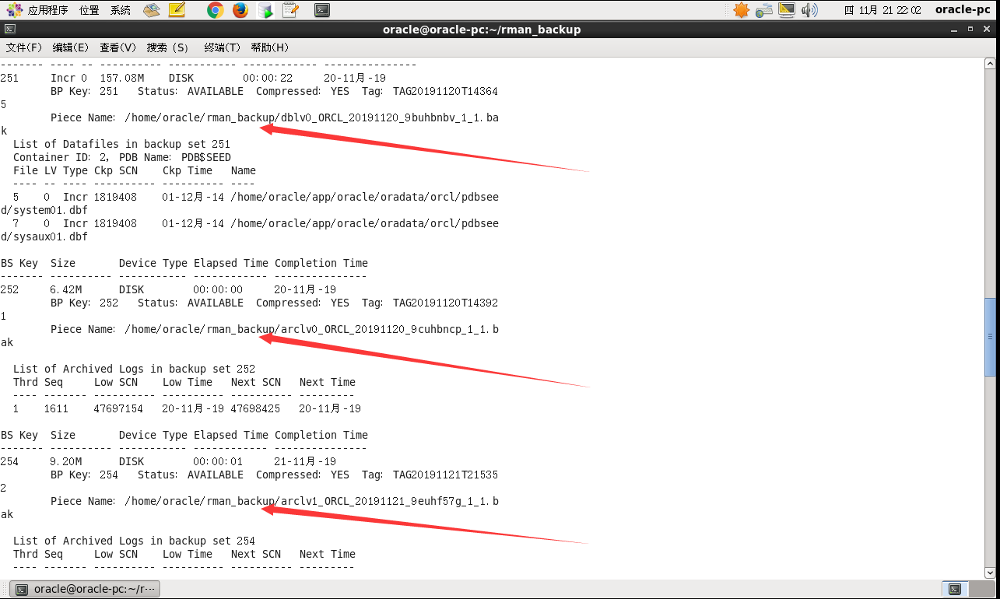 应用程序 位置 系统 四 11月 21 22:02 oracle-pc
oracle@oracle-pc:~/rman_backup
文件(F) 编辑(E) 查看(V) 搜索 (S) 终端(T) 帮助(H)
------- ---- -- ---------- ----------- ------------ ---------------
251     Incr 0  157.08M    DISK        00:00:22     20-11月-19
        BP Key: 251   Status: AVAILABLE  Compressed: YES  Tag: TAG20191120T14364
5
        Piece Name: /home/oracle/rman_backup/dblv0_ORCL_20191120_9buhbnbv_1_1.ba
k
  List of Datafiles in backup set 251
  Container ID: 2, PDB Name: PDB$SEED
  File LV Type Ckp SCN    Ckp Time   Name
  ---- -- ---- ---------- ---------- ----
  5    0  Incr 1819408    01-12月-14 /home/oracle/app/oracle/oradata/orcl/pdbsee
d/system01.dbf
  7    0  Incr 1819408    01-12月-14 /home/oracle/app/oracle/oradata/orcl/pdbsee
d/sysaux01.dbf
BS Key  Size       Device Type Elapsed Time Completion Time
------- ---------- ----------- ------------ ---------------
252     6.42M      DISK        00:00:00     20-11月-19
        BP Key: 252   Status: AVAILABLE  Compressed: YES  Tag: TAG20191120T14392
1
        Piece Name: /home/oracle/rman_backup/arclv0_ORCL_20191120_9cuhbncp_1_1.b
ak
  List of Archived Logs in backup set 252
  Thrd Seq     Low SCN    Low Time   Next SCN   Next Time
  ---- ------- ---------- ---------- ---------- ---------
  1    1611    47697154   20-11月-19 47698425   20-11月-19
BS Key  Size       Device Type Elapsed Time Completion Time
------- ---------- ----------- ------------ ---------------
254     9.20M      DISK        00:00:01     21-11月-19
        BP Key: 254   Status: AVAILABLE  Compressed: YES  Tag: TAG20191121T21535
2
        Piece Name: /home/oracle/rman_backup/arclv1_ORCL_20191121_9euhf57g_1_1.b
ak
  List of Archived Logs in backup set 254
  Thrd Seq     Low SCN    Low Time   Next SCN   Next Time
  ---- ------- ---------- ---------- ---------- ---------
oracle@oracle-pc:~/r···